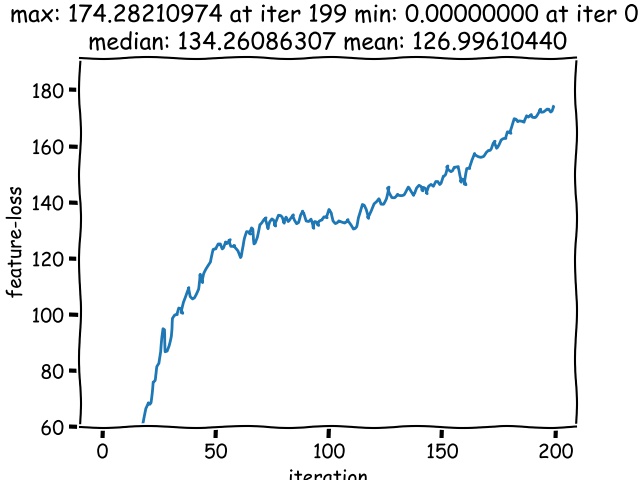 max: 174.28210974 at iter 199 min: 0.00000000 at iter 0
median: 134.26086307 mean: 126.99610440
180
160
140
120
100
80
60
feature-loss
0 50 100 150 200
iteration